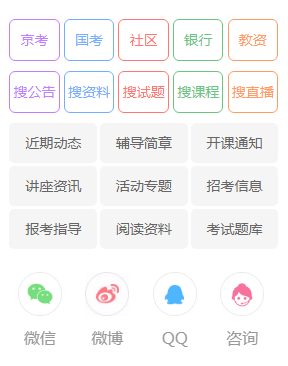 京考 国考 社区 银行 教资
搜公告 搜资料 搜试题 搜课程 搜直播
近期动态 辅导简章 开课通知
讲座资讯 活动专题 招考信息
报考指导 阅读资料 考试题库
微信 微博 QQ 咨询